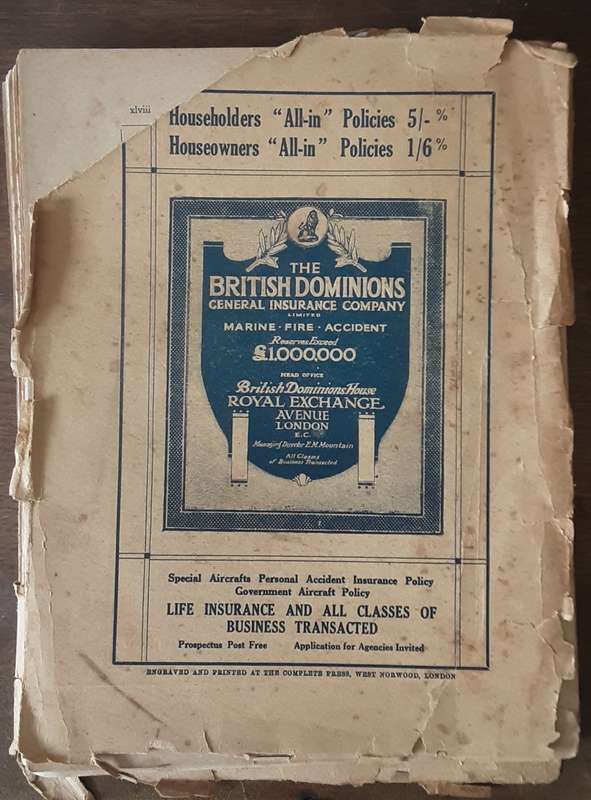 xlviii
Householders "All-in" Policies 5/- %
Houseowners "All-in" Policies 1/6 %
THE
BRITISH DOMINIONS
GENERAL INSURANCE COMPANY
LIMITED
MARINE · FIRE · ACCIDENT
Reserves Exceed
£1,000,000
HEAD OFFICE
British Dominions House
ROYAL EXCHANGE
AVENUE
LONDON
E.C.
Managing Director E.M. Mountain
All Classes
of Business Transacted
Special Aircrafts Personal Accident Insurance Policy
Government Aircraft Policy
LIFE INSURANCE AND ALL CLASSES OF
BUSINESS TRANSACTED
Prospectus Post Free Application for Agencies Invited
ENGRAVED AND PRINTED AT THE COMPLETE PRESS, WEST NORWOOD, LONDON